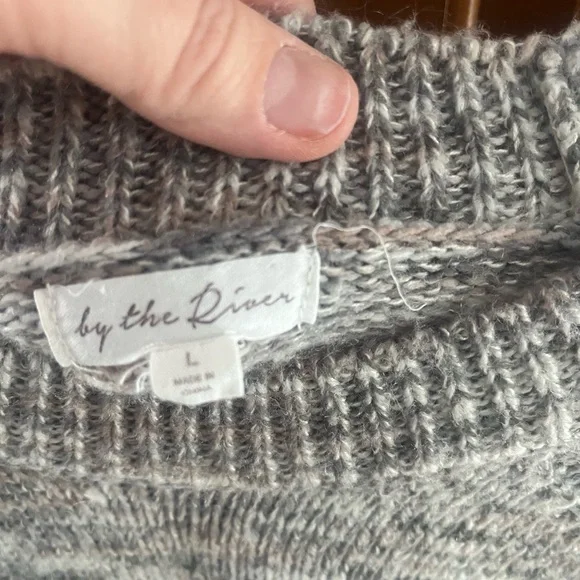 by the River
L
MADE IN
CHINA